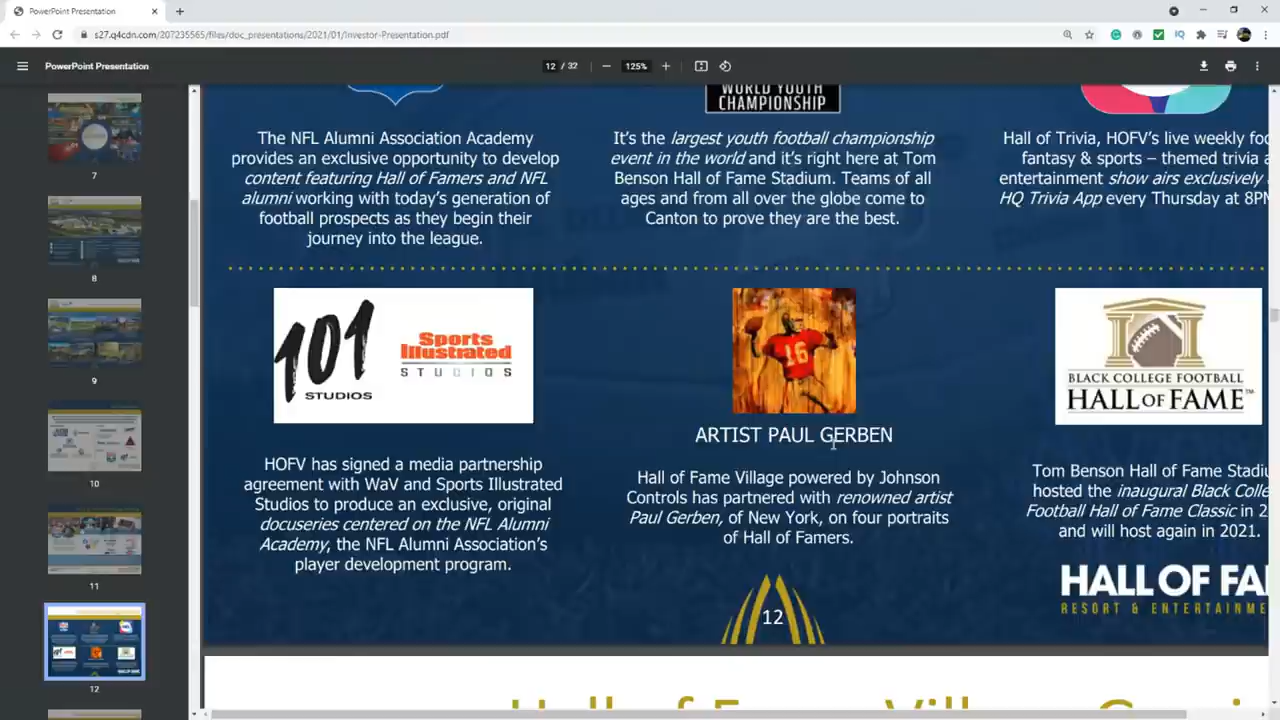 PowerPoint Presentation
s27.q4cdn.com/207235565/files/doc_presentations/2021/01/Investor-Presentation.pdf
PowerPoint Presentation
12 / 32
125%
7
8
9
10
11
12
WORLD YOUTH
CHAMPIONSHIP
The NFL Alumni Association Academy
provides an exclusive opportunity to develop
content featuring Hall of Famers and NFL
alumni working with today's generation of
football prospects as they begin their
journey into the league.
It's the largest youth football championship
event in the world and it's right here at Tom
Benson Hall of Fame Stadium. Teams of all
ages and from all over the globe come to
Canton to prove they are the best.
Hall of Trivia, HOFV's live weekly foo
fantasy & sports – themed trivia a
entertainment show airs exclusively
HQ Trivia App every Thursday at 8PM
101
STUDIOS
Sports
Illustrated
STUDIOS
HOFV has signed a media partnership
agreement with WaV and Sports Illustrated
Studios to produce an exclusive, original
docuseries centered on the NFL Alumni
Academy, the NFL Alumni Association's
player development program.
16
ARTIST PAUL GERBEN
Hall of Fame Village powered by Johnson
Controls has partnered with renowned artist
Paul Gerben, of New York, on four portraits
of Hall of Famers.
BLACK COLLEGE FOOTBALL
HALL OF FAME™
Tom Benson Hall of Fame Stadiu
hosted the inaugural Black Colle
Football Hall of Fame Classic in 2
and will host again in 2021.
HALL OF FA
RESORT & ENTERTAINME
12